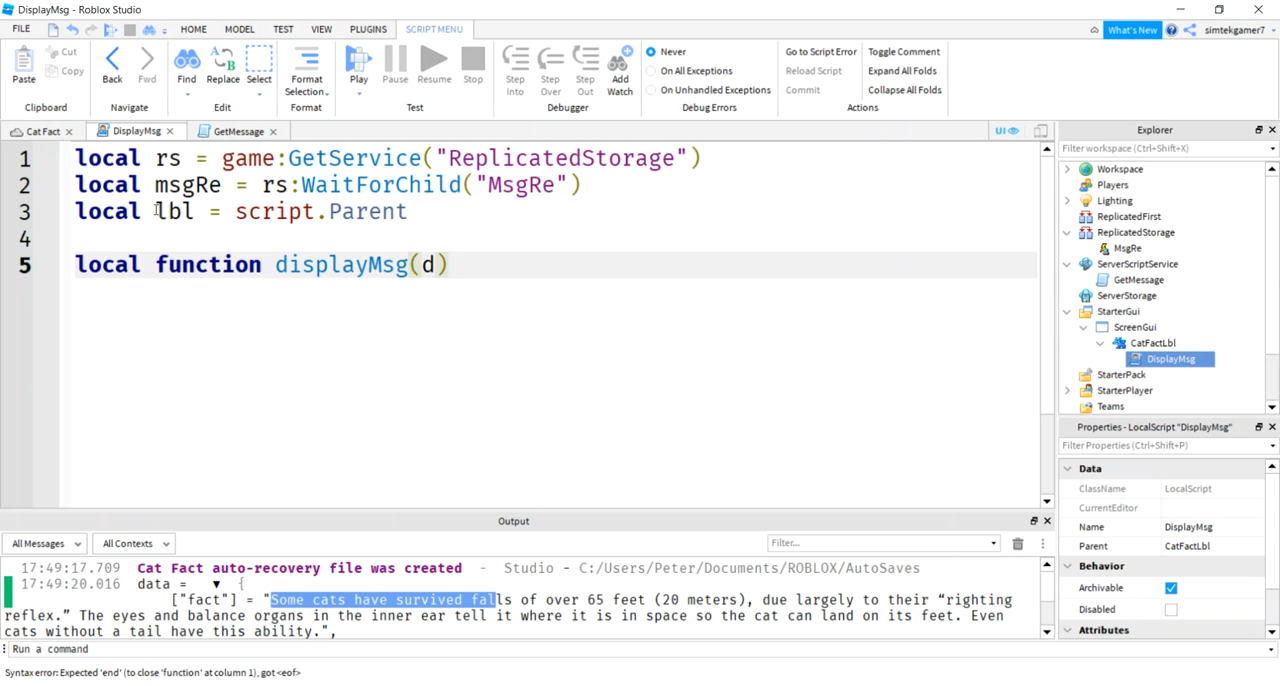 DisplayMsg - Roblox Studio
FILE HOME MODEL TEST VIEW PLUGINS SCRIPT MENU What's New simtekgamer7
Paste Cut Copy Back Fwd Find Replace Select Format Selection Play Pause Resume Stop Step Into Step Over Step Out Add Watch Never On All Exceptions On Unhandled Exceptions Go to Script Error Reload Script Commit Toggle Comment Expand All Folds Collapse All Folds
Clipboard Navigate Edit Format Test Debugger Debug Errors Actions
Cat Fact DisplayMsg GetMessage UI
1 local rs = game:GetService("ReplicatedStorage")
2 local msgRe = rs:WaitForChild("MsgRe")
3 local lbl = script.Parent
4
5 local function displayMsg(d)
Explorer
Filter workspace (Ctrl+Shift+X)
Workspace
Players
Lighting
ReplicatedFirst
ReplicatedStorage
MsgRe
ServerScriptService
GetMessage
ServerStorage
StarterGui
ScreenGui
CatFactLbl
DisplayMsg
StarterPack
StarterPlayer
Teams
Properties - LocalScript "DisplayMsg"
Filter Properties (Ctrl+Shift+P)
Data
ClassName LocalScript
CurrentEditor
Name DisplayMsg
Parent CatFactLbl
Behavior
Archivable
Disabled
Attributes
Output
All Messages All Contexts Filter...
17:49:17.709 Cat Fact auto-recovery file was created - Studio - C:/Users/Peter/Documents/ROBLOX/AutoSaves
17:49:20.016 data = ▼ {
["fact"] = "Some cats have survived falls of over 65 feet (20 meters), due largely to their “righting
reflex.” The eyes and balance organs in the inner ear tell it where it is in space so the cat can land on its feet. Even
cats without a tail have this ability.",
Run a command
Syntax error: Expected 'end' (to close 'function' at column 1), got <eof>